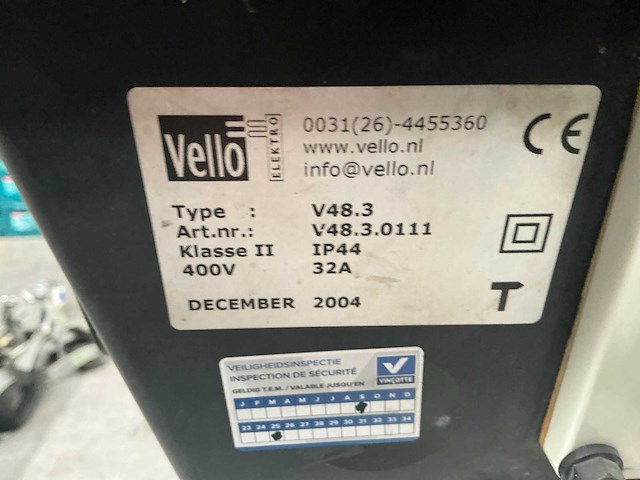 Vello ELEKTRO
0031(26)-4455360
www.vello.nl
info@vello.nl
CE
Type : V48.3
Art.nr.: V48.3.0111
Klasse II IP44
400V 32A
DECEMBER 2004
T
VEILIGHEIDSINSPECTIE
INSPECTION DE SÉCURITÉ
GELDIG T.E.M. / VALABLE JUSQU'EN
VINÇOTTE
J F M A M J J A S O N D
23 24 25 26 27 28 29 30 31 32 33 34